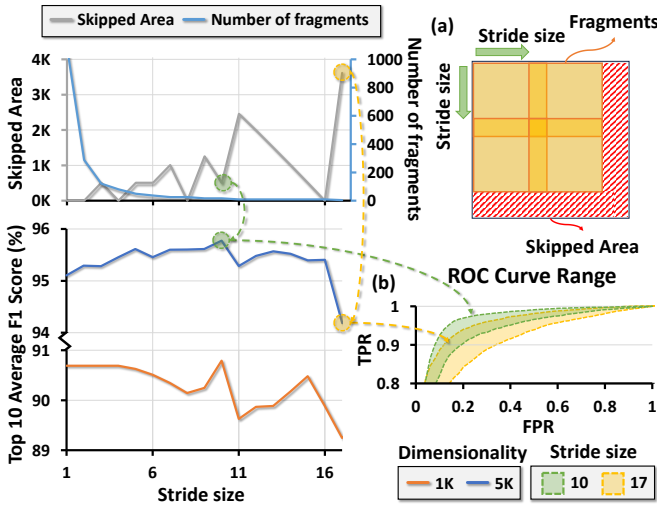 Skipped Area
Number of fragments
(a)
Fragments
Stride size
Stride size
Skipped Area
4K
3K
2K
1K
0K
Skipped Area
1000
800
600
400
200
0
Number of fragments
96
95
94
91
90
89
Top 10 Average F1 Score (%)
1
6
11
16
Stride size
(b)
ROC Curve Range
1
0.9
0.8
TPR
0
0.2
0.4
0.6
0.8
1
FPR
Dimensionality
1K
5K
Stride size
10
17